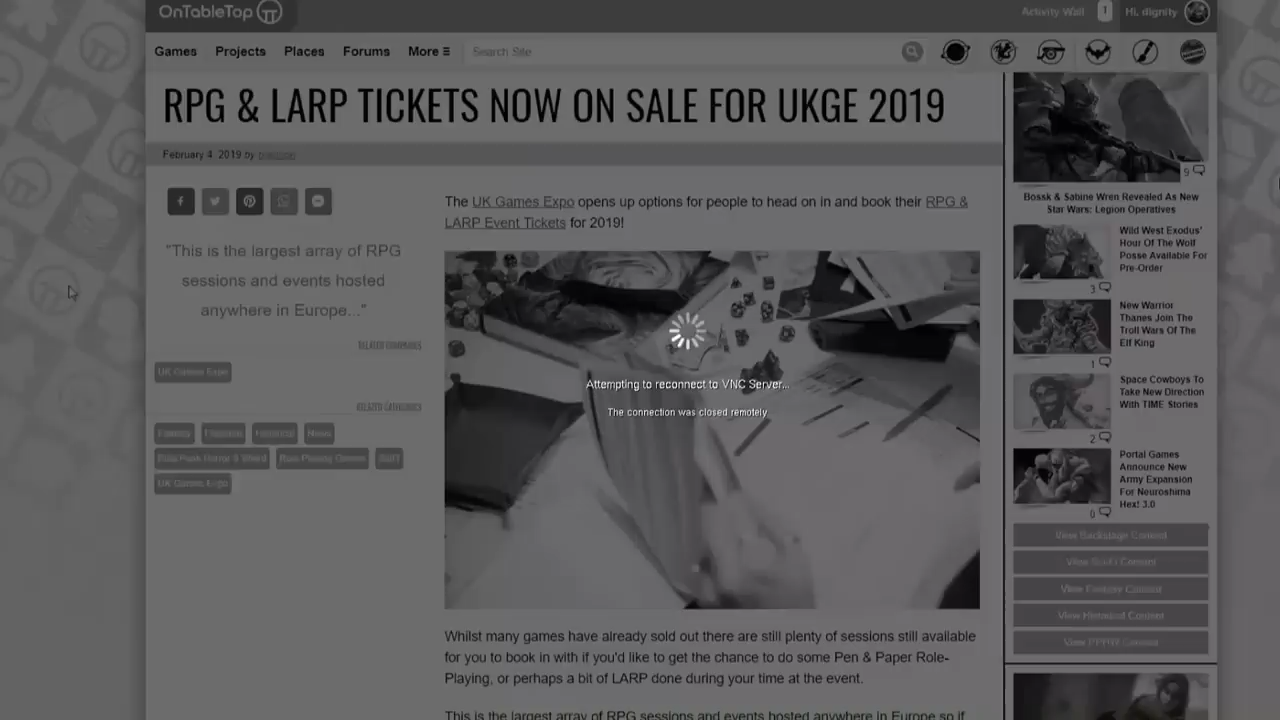 OnTableTop
Activity Wall
1
Hi, dignity
Games
Projects
Places
Forums
More
Search Site
RPG & LARP TICKETS NOW ON SALE FOR UKGE 2019
February 4, 2019 by
"This is the largest array of RPG
sessions and events hosted
anywhere in Europe..."
RELATED COMPANIES
UK Games Expo
RELATED CATEGORIES
Fantasy
Historical
News
Role Playing Games
UK Games Expo
The UK Games Expo opens up options for people to head on in and book their RPG &
LARP Event Tickets for 2019!
Attempting to reconnect to VNC Server...
The connection was closed remotely
Whilst many games have already sold out there are still plenty of sessions still available
for you to book in with if you'd like to get the chance to do some Pen & Paper Role-
Playing, or perhaps a bit of LARP done during your time at the event.
This is the largest array of RPG sessions and events hosted anywhere in Europe so if
9
Bossk & Sabine Wren Revealed As New
Star Wars: Legion Operatives
Wild West Exodus'
Hour Of The Wolf
Posse Available For
Pre-Order
3
New Warrior
Thanes Join The
Troll Wars Of The
Elf King
1
Space Cowboys To
Take New Direction
With TIME Stories
2
Portal Games
Announce New
Army Expansion
For Neuroshima
Hex! 3.0
0
View Backstage Content
View Sci-Fi Content
View Fantasy Content
View Historical Content